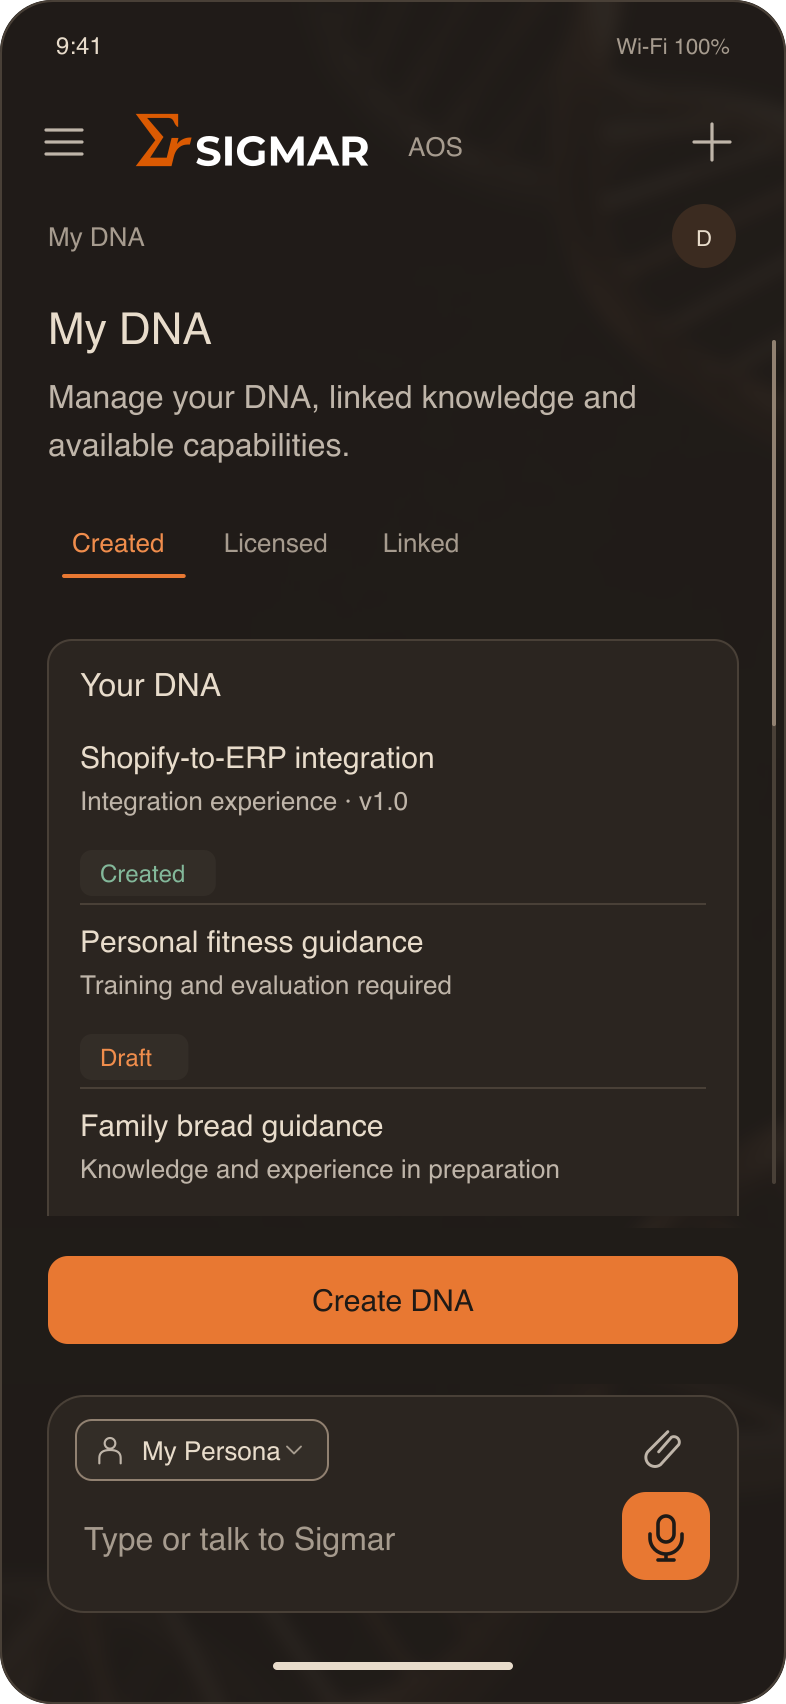 9:41
Wi-Fi 100%
Σr SIGMAR AOS
My DNA
D
My DNA
Manage your DNA, linked knowledge and
available capabilities.
Created Licensed Linked
Your DNA
Shopify-to-ERP integration
Integration experience · v1.0
Created
Personal fitness guidance
Training and evaluation required
Draft
Family bread guidance
Knowledge and experience in preparation
Create DNA
My Persona
Type or talk to Sigmar